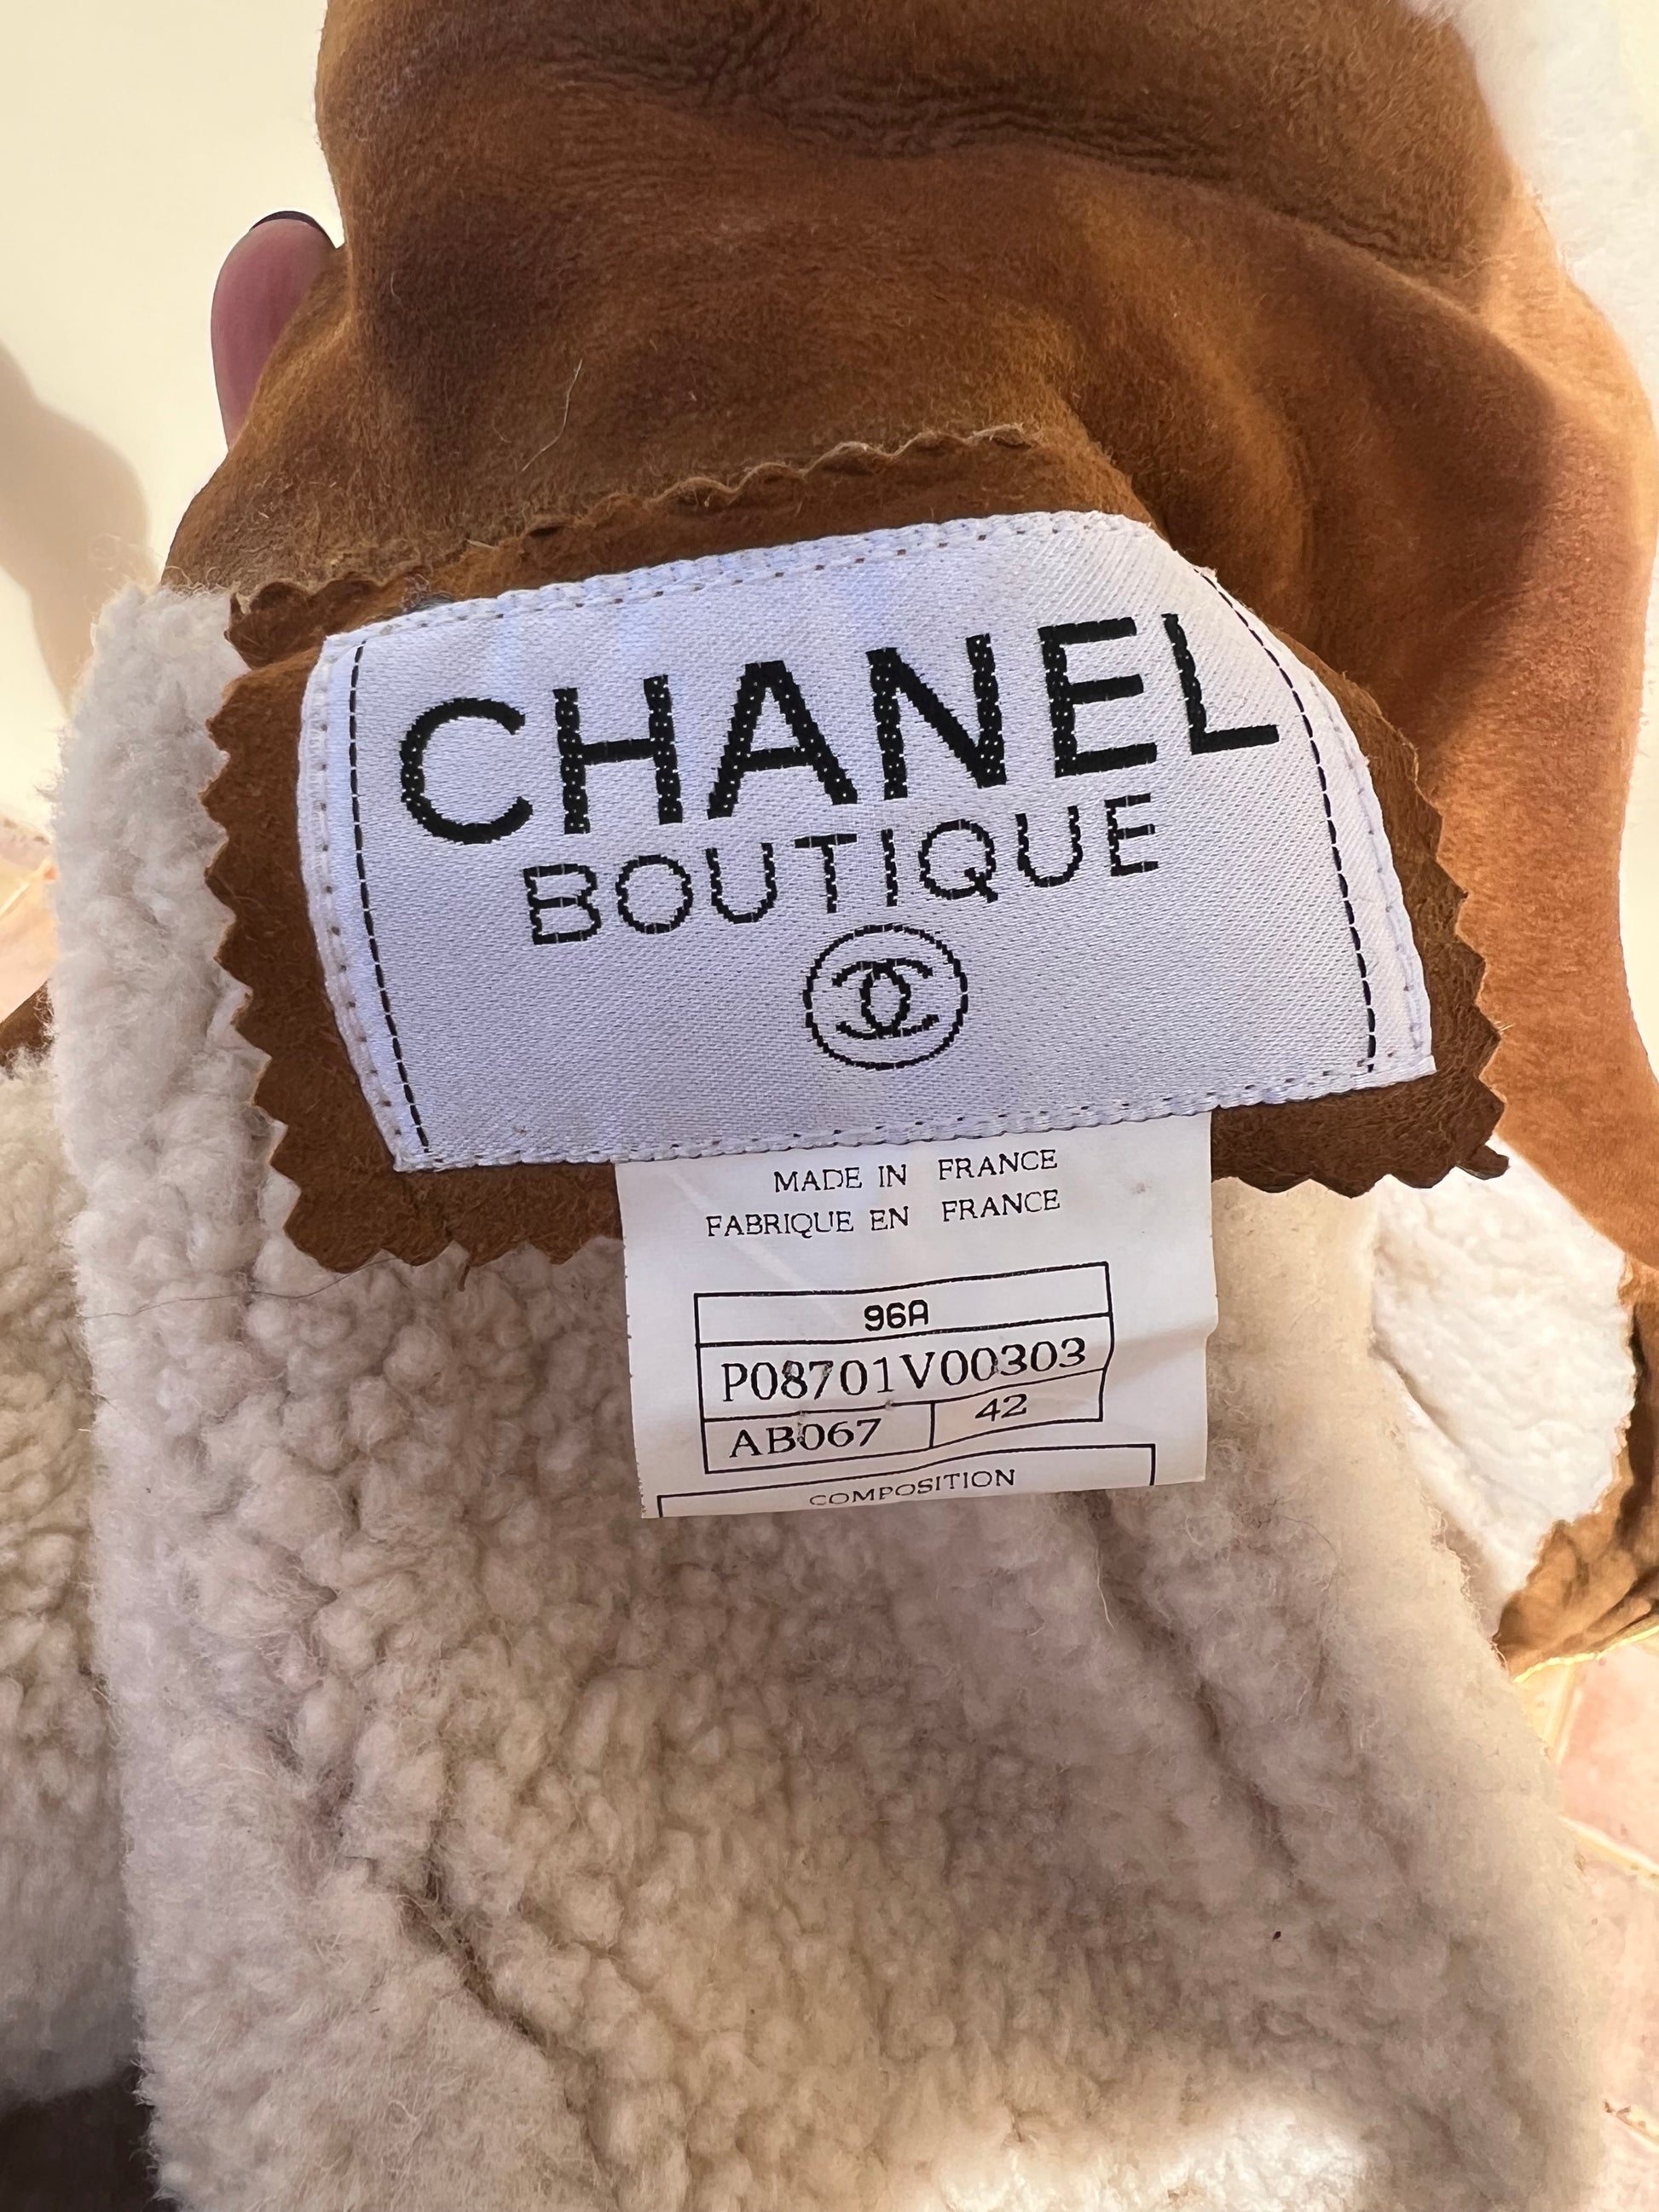 CHANEL
BOUTIQUE
MADE IN FRANCE
FABRIQUE EN FRANCE
96A
P08701V00303
AB067 42
COMPOSITION